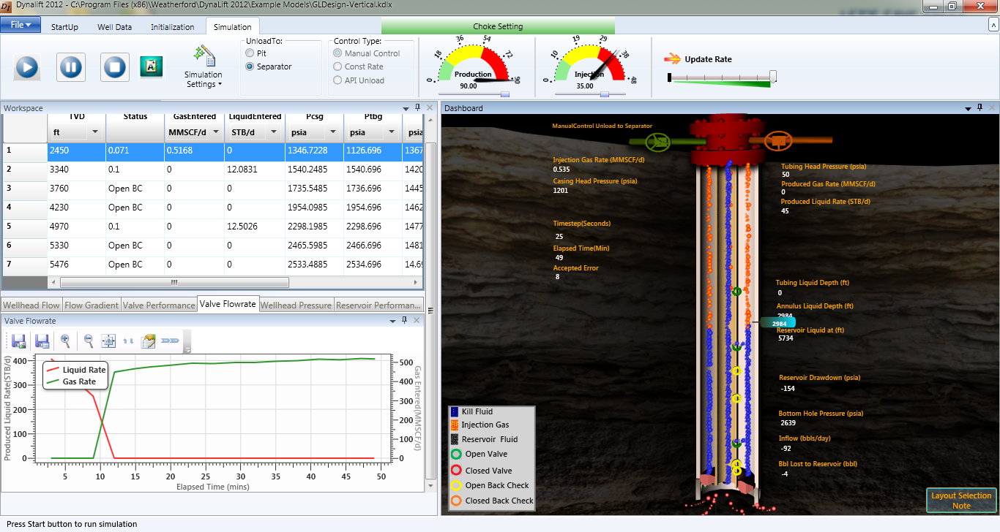 Dynalift 2012 - C:\Program Files (x86)\Weatherford\DynaLift 2012\Example Models\GLDesign-Vertical.kdlx
File
StartUp
Well Data
Initialization
Simulation
Choke Setting
Simulation
Settings
UnloadTo:
Pit
Separator
Control Type:
Manual Control
Const Rate
API Unload
0 18 36 54 72 90
Production
90.00
0 10 19 29 38 48
Injection
35.00
Update Rate
Workspace
TVD Status GasEntered LiquidEntered Pcsg Ptbg
ft MMSCF/d STB/d psia psia psia
1 2450 0.071 0.5168 0 1346.7228 1126.696 1367
2 3340 0.1 0 12.0831 1540.2485 1540.696 1420
3 3760 Open BC 0 0 1735.5485 1736.696 1445
4 4230 Open BC 0 0 1954.0985 1954.696 1462
5 4970 0.1 0 12.5026 2298.1985 2298.696 1477
6 5330 Open BC 0 0 2465.5985 2466.696 1481
7 5476 Open BC 0 0 2533.4885 2534.696 14.69
Wellhead Flow
Flow Gradient
Valve Performance
Valve Flowrate
Wellhead Pressure
Reservoir Performan...
Valve Flowrate
Liquid Rate
Gas Rate
Produced Liquid Rate(STB/d)
400
300
200
100
0
Gas Entered(MMSCF/d)
500
400
300
200
100
0
5 10 15 20 25 30 35 40 45 50
Elapsed Time (mins)
Dashboard
ManualControl Unload to Separator
Injection Gas Rate (MMSCF/d)
0.535
Casing Head Pressure (psia)
1201
Timestep(Seconds)
25
Elapsed Time(Min)
49
Accepted Error
8
Tubing Head Pressure (psia)
50
Produced Gas Rate (MMSCF/d)
0
Produced Liquid Rate (STB/d)
45
Tubing Liquid Depth (ft)
0
Annulus Liquid Depth (ft)
2984
2984
Reservoir Liquid at (ft)
5734
Reservoir Drawdown (psia)
-154
Bottom Hole Pressure (psia)
2639
Inflow (bbls/day)
-92
Bbl Lost to Reservoir (bbl)
-4
Kill Fluid
Injection Gas
Reservoir Fluid
Open Valve
Closed Valve
Open Back Check
Closed Back Check
Layout Selection
Note
Press Start button to run simulation